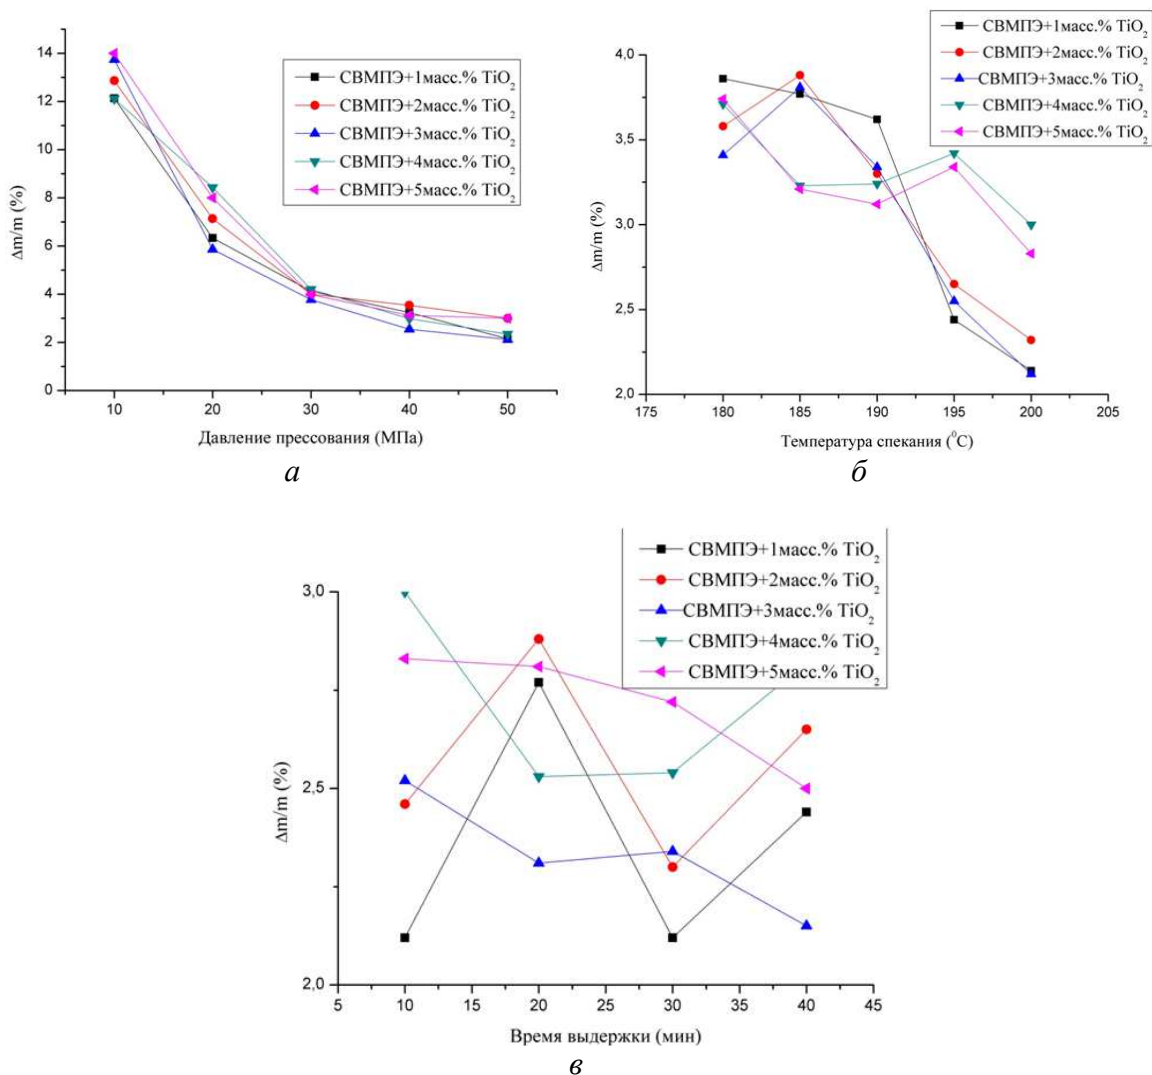 14
12
10
8
6
4
2
0
Δm/m (%)
10 20 30 40 50
Давление прессования (МПа)
СВМПЭ+1масс.% TiO2
СВМПЭ+2масс.% TiO2
СВМПЭ+3масс.% TiO2
СВМПЭ+4масс.% TiO2
СВМПЭ+5масс.% TiO2
а
4,0
3,5
3,0
2,5
2,0
Δm/m (%)
175 180 185 190 195 200 205
Температура спекания (⁰С)
СВМПЭ+1масс.% TiO2
СВМПЭ+2масс.% TiO2
СВМПЭ+3масс.% TiO2
СВМПЭ+4масс.% TiO2
СВМПЭ+5масс.% TiO2
б
3,0
2,5
2,0
Δm/m (%)
5 10 15 20 25 30 35 40 45
Время выдержки (мин)
СВМПЭ+1масс.% TiO2
СВМПЭ+2масс.% TiO2
СВМПЭ+3масс.% TiO2
СВМПЭ+4масс.% TiO2
СВМПЭ+5масс.% TiO2
в